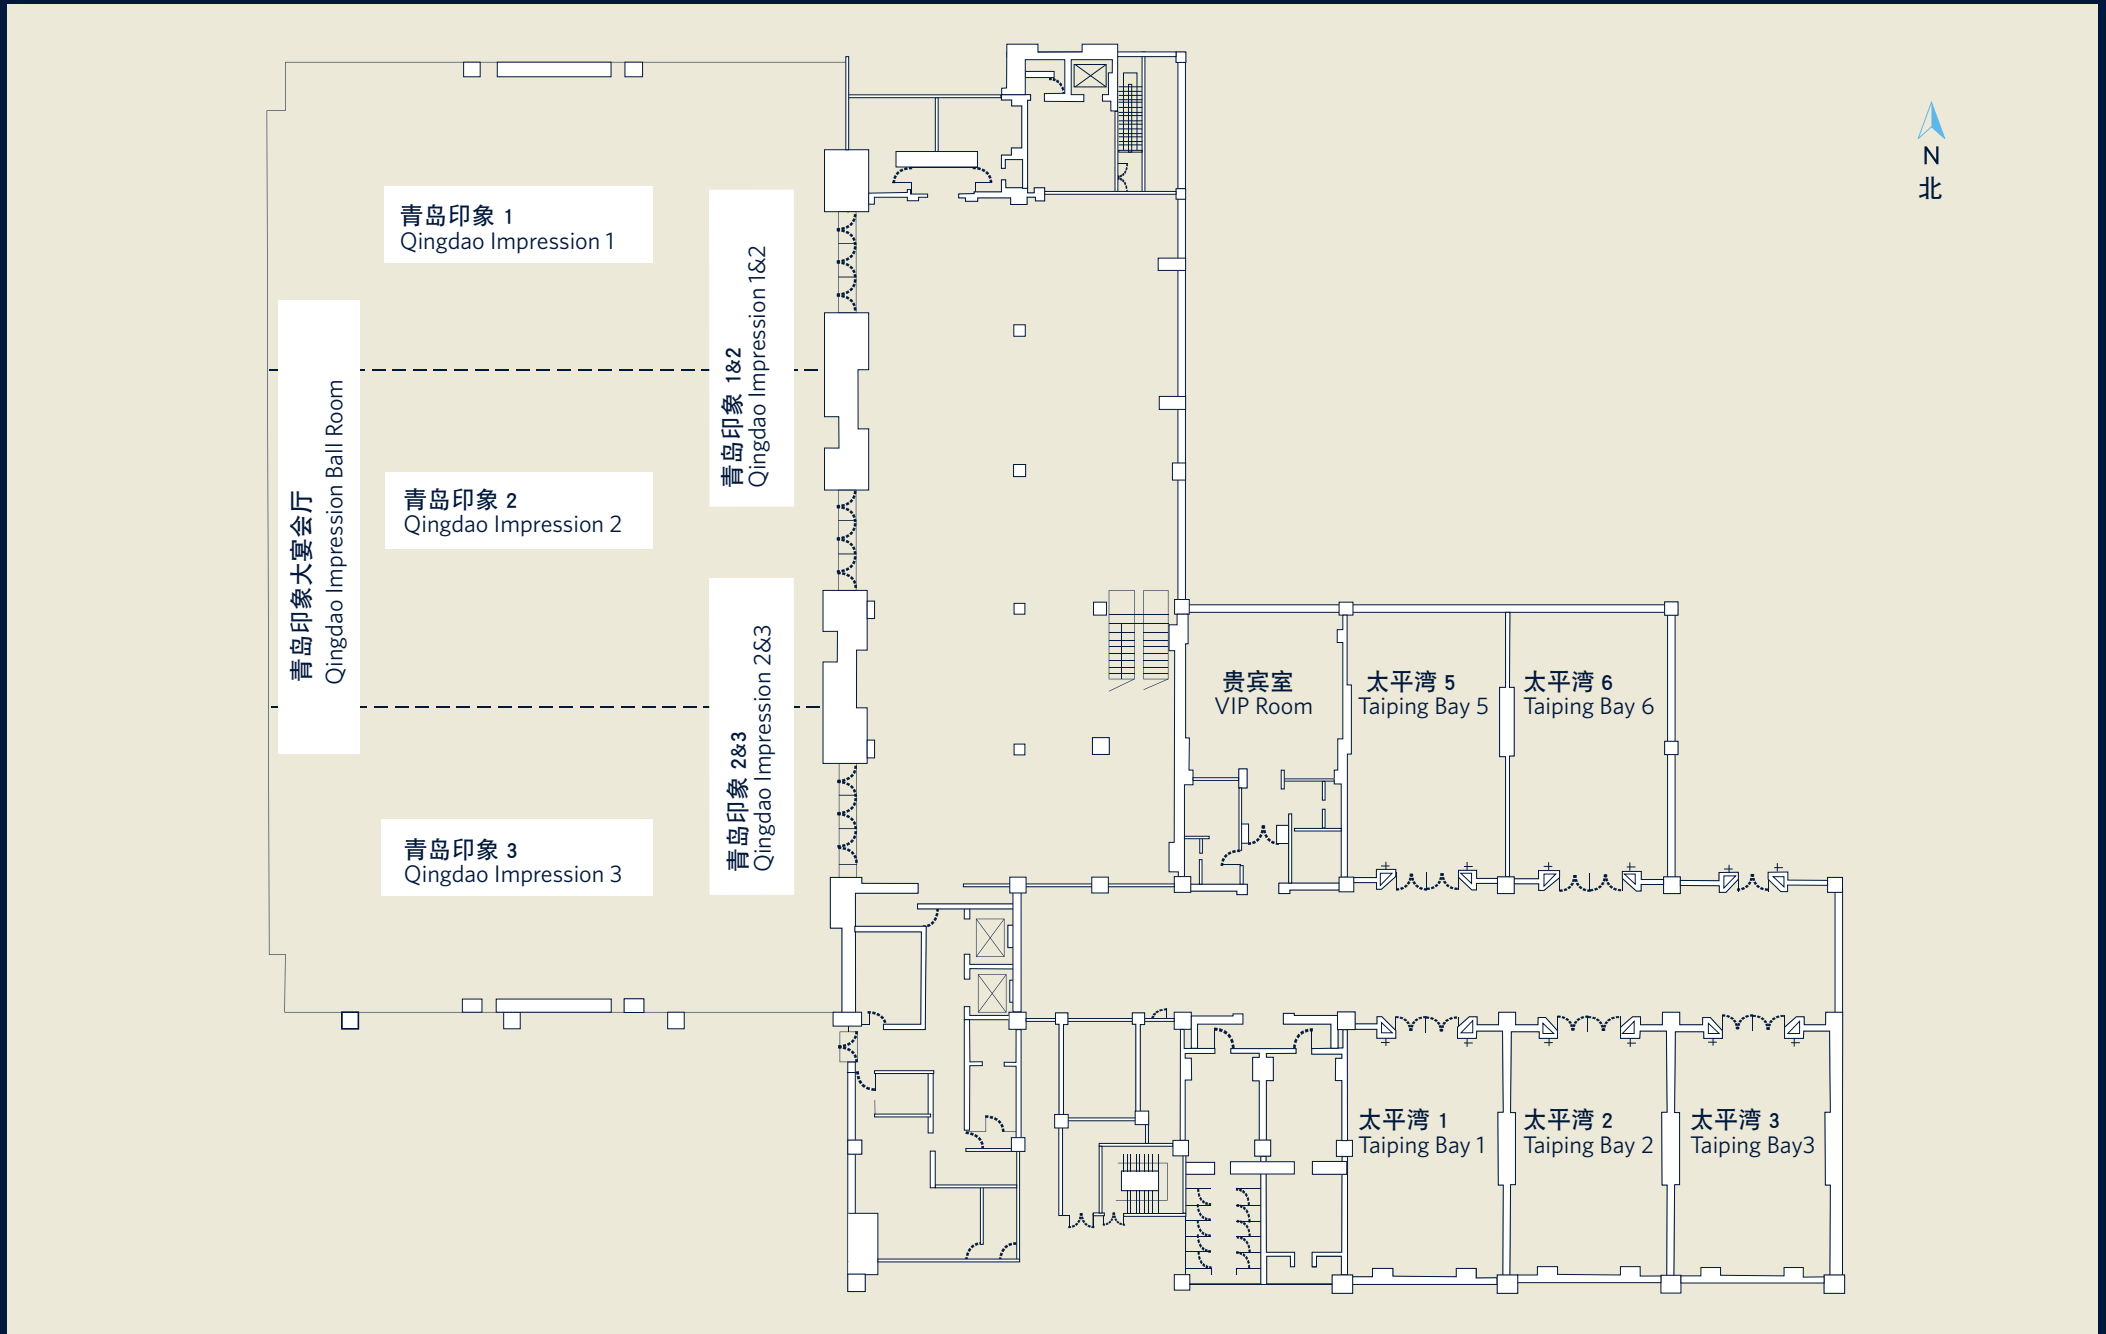 N
北
青岛印象 1
Qingdao Impression 1
青岛印象 1&2
Qingdao Impression 1&2
青岛印象大宴会厅
Qingdao Impression Ball Room
青岛印象 2
Qingdao Impression 2
青岛印象 2&3
Qingdao Impression 2&3
青岛印象 3
Qingdao Impression 3
贵宾室
VIP Room
太平湾 5
Taiping Bay 5
太平湾 6
Taiping Bay 6
太平湾 1
Taiping Bay 1
太平湾 2
Taiping Bay 2
太平湾 3
Taiping Bay3